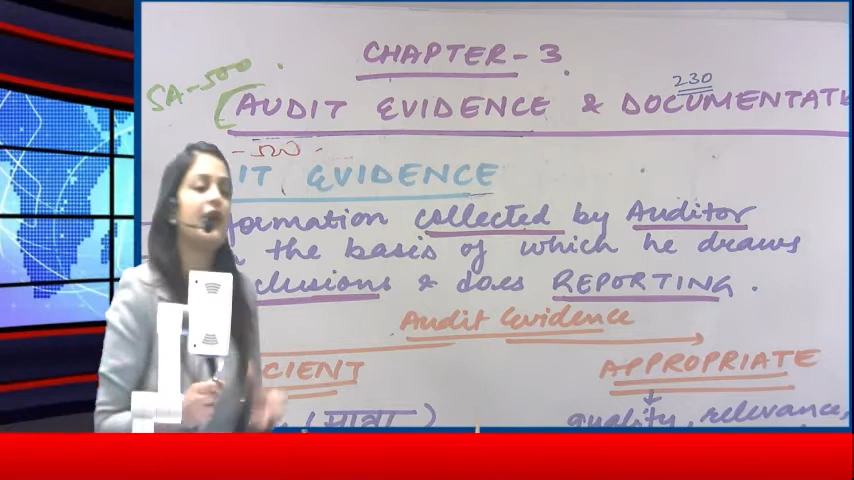 CHAPTER-3.
SA-500
AUDIT EVIDENCE & DOCUMENTATI
230
-500-
IT EVIDENCE
formation collected by Auditor
n the basis of which he draws
clusions & does REPORTING.
Audit Evidence
CIENT APPROPRIATE
(मात्रा) quality, relevance,